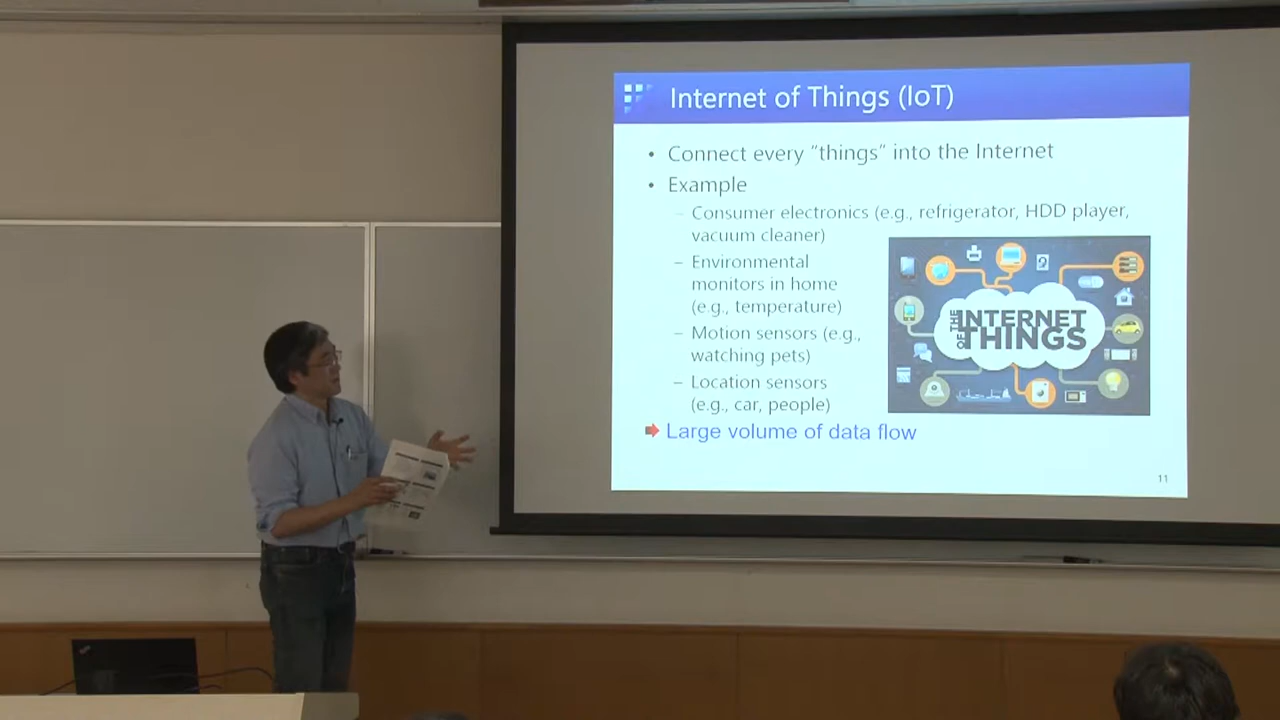 Internet of Things (IoT)
• Connect every “things” into the Internet
• Example
– Consumer electronics (e.g., refrigerator, HDD player,
vacuum cleaner)
– Environmental
monitors in home
(e.g., temperature)
– Motion sensors (e.g.,
watching pets)
– Location sensors
(e.g., car, people)
Large volume of data flow
THE INTERNET
OF THINGS
11